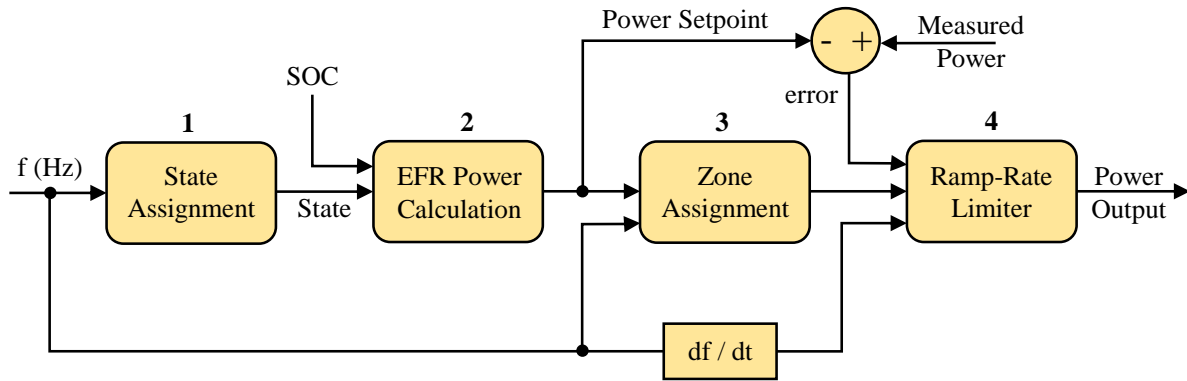 Power Setpoint
- +
Measured
Power
SOC
error
1
2
3
4
f (Hz)
State
Assignment
State
EFR Power
Calculation
Zone
Assignment
Ramp-Rate
Limiter
Power
Output
df / dt